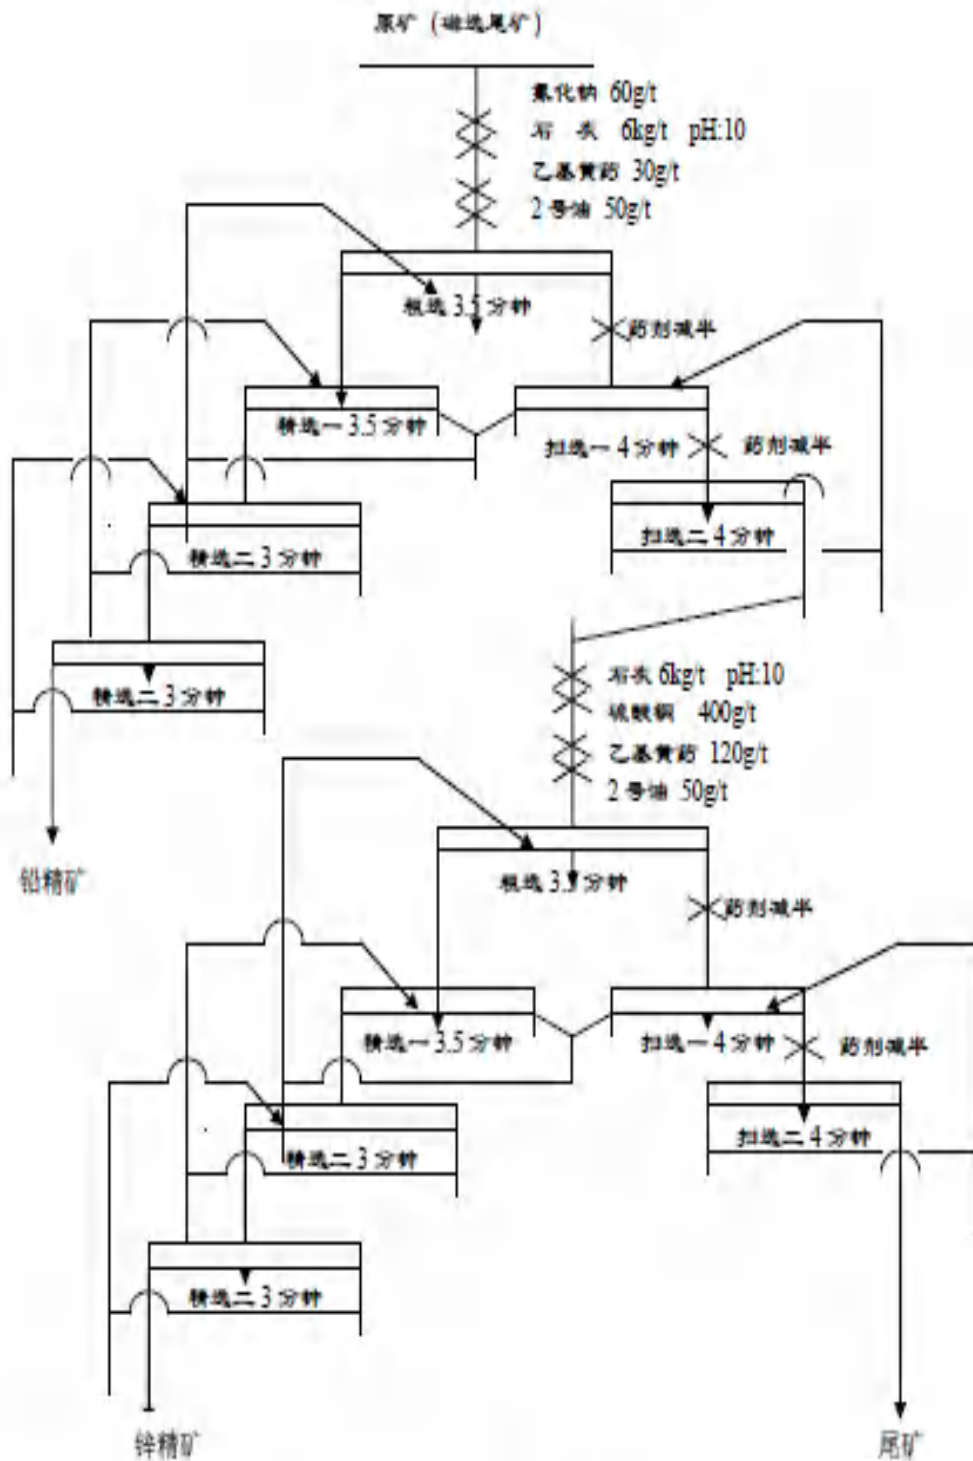 原矿（磁选尾矿）
氰化钠 60g/t
石 灰 6kg/t pH:10
乙基黄药 30g/t
2号油 50g/t
粗选 3.5 分钟
药剂减半
精选一 3.5 分钟
扫选一 4 分钟
药剂减半
精选二 3 分钟
扫选二 4 分钟
石灰 6kg/t pH:10
精选二 3 分钟
硫酸铜 400g/t
乙基黄药 120g/t
2号油 50g/t
铅精矿
粗选 3.5 分钟
药剂减半
精选一 3.5 分钟
扫选一 4 分钟
药剂减半
精选二 3 分钟
扫选二 4 分钟
精选二 3 分钟
锌精矿
尾矿